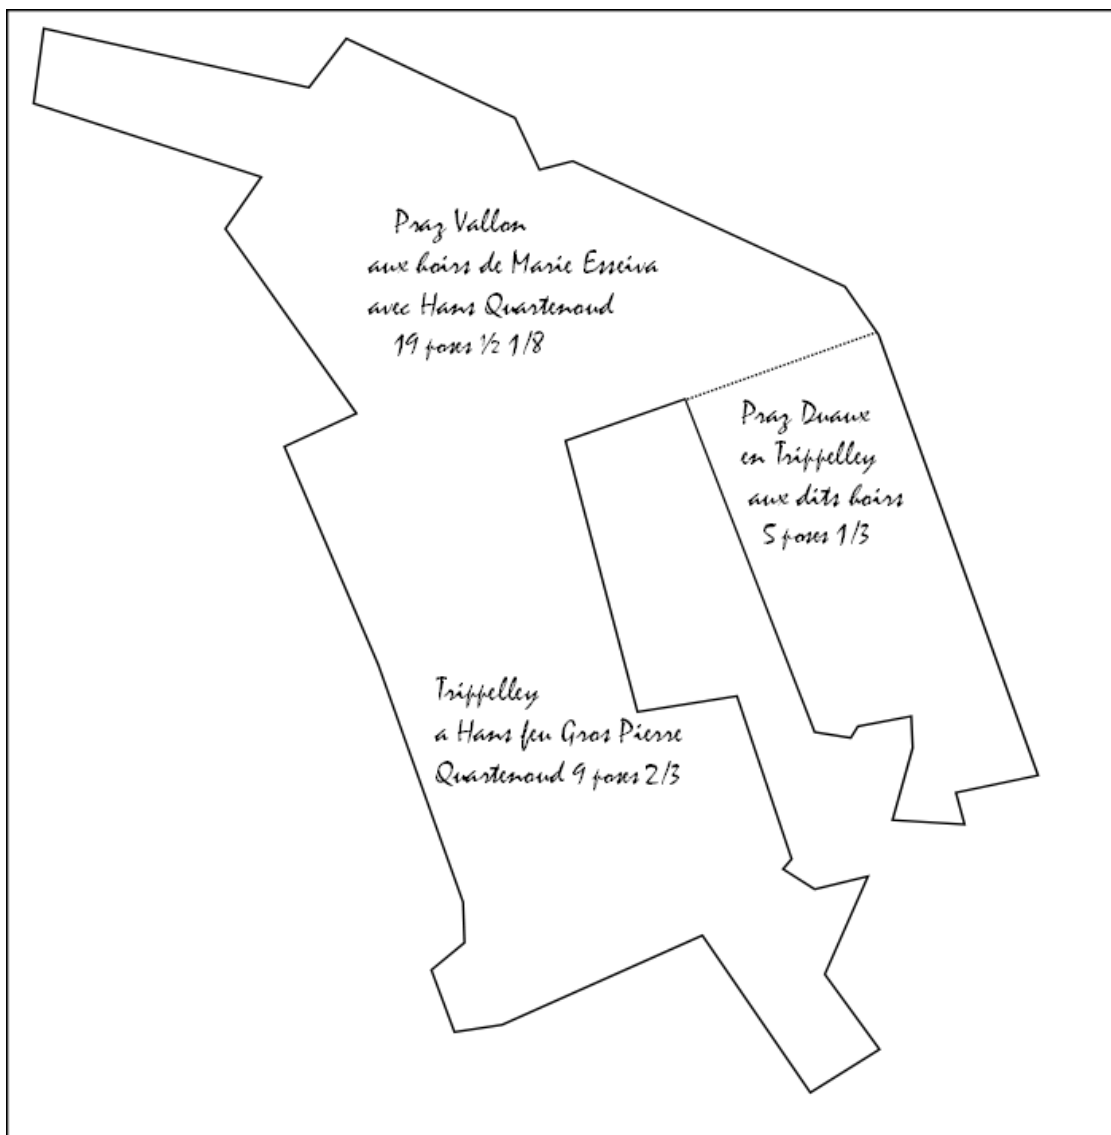 Praz Vallon
aux hoirs de Marie Esseiva
avec Hans Quartenoud
19 poses ½ 1/8
Praz Duaux
en Trippelley
aux dits hoirs
5 poses 1/3
Trippelley
a Hans feu Gros Pierre
Quartenoud 9 poses 2/3